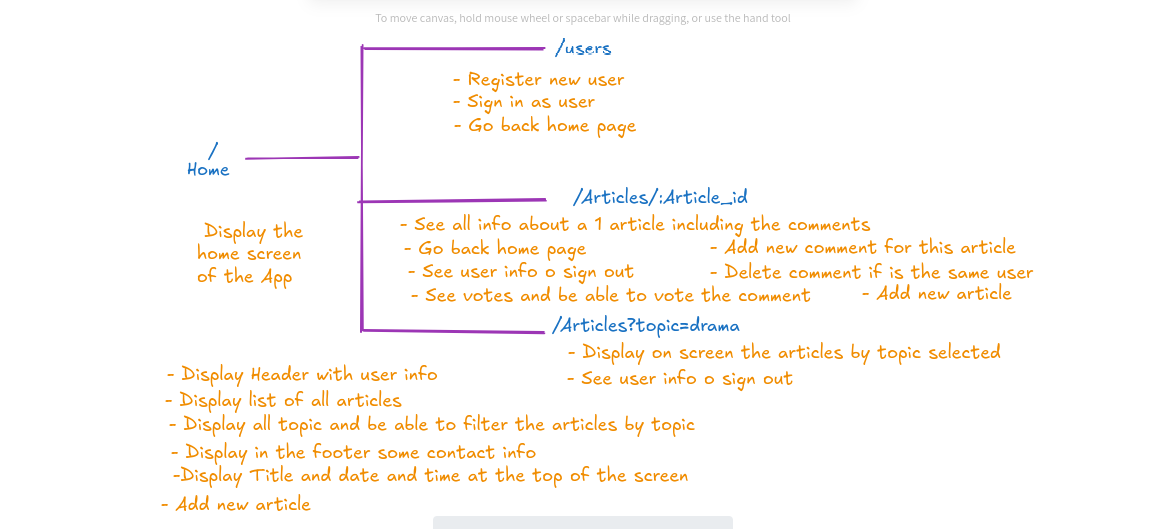 To move canvas, hold mouse wheel or spacebar while dragging, or use the hand tool
/users
- Register new user
- Sign in as user
- Go back home page
/
Home
Display the
home screen
of the App
/Articles/:Article_id
- See all info about a 1 article including the comments
- Go back home page
- Add new comment for this article
- See user info o sign out
- Delete comment if is the same user
- See votes and be able to vote the comment
- Add new article
/Articles?topic=drama
- Display on screen the articles by topic selected
- See user info o sign out
- Display Header with user info
- Display list of all articles
- Display all topic and be able to filter the articles by topic
- Display in the footer some contact info
-Display Title and date and time at the top of the screen
- Add new article